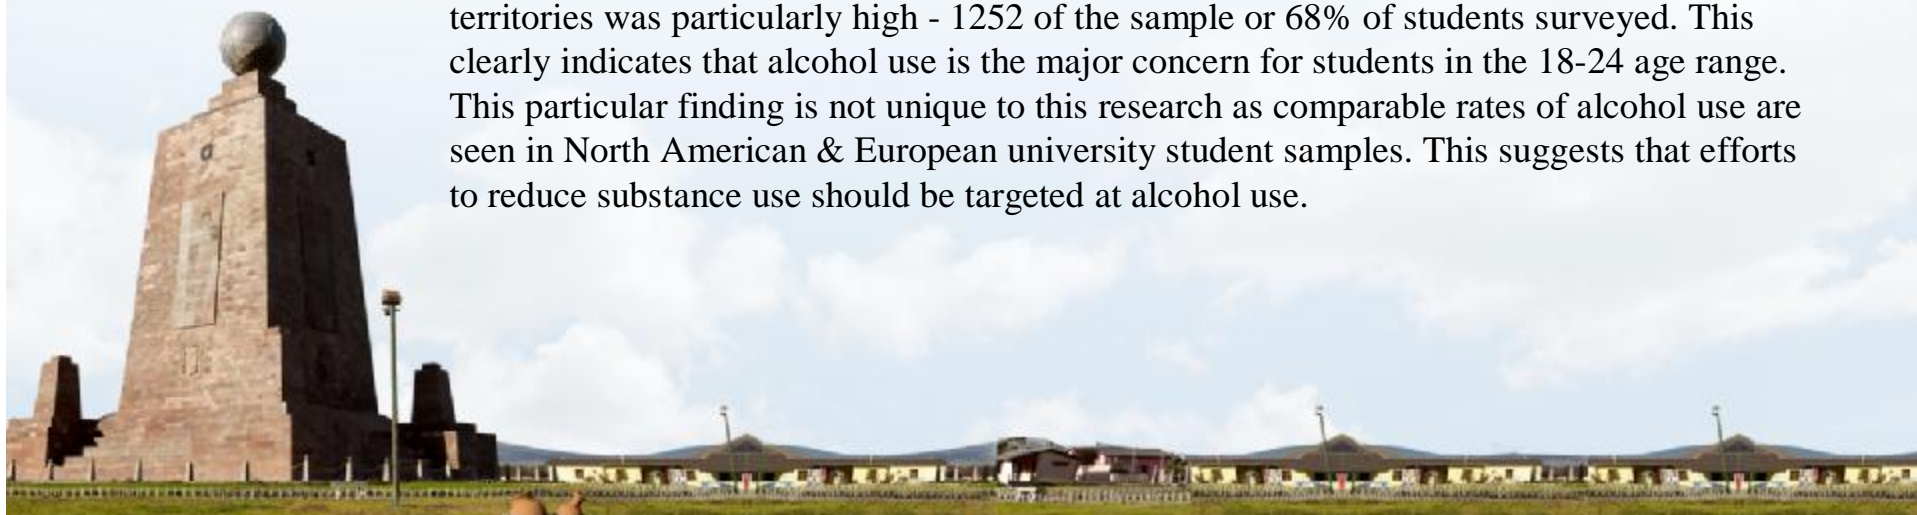 territories was particularly high - 1252 of the sample or 68% of students surveyed. This
clearly indicates that alcohol use is the major concern for students in the 18-24 age range.
This particular finding is not unique to this research as comparable rates of alcohol use are
seen in North American & European university student samples. This suggests that efforts
to reduce substance use should be targeted at alcohol use.